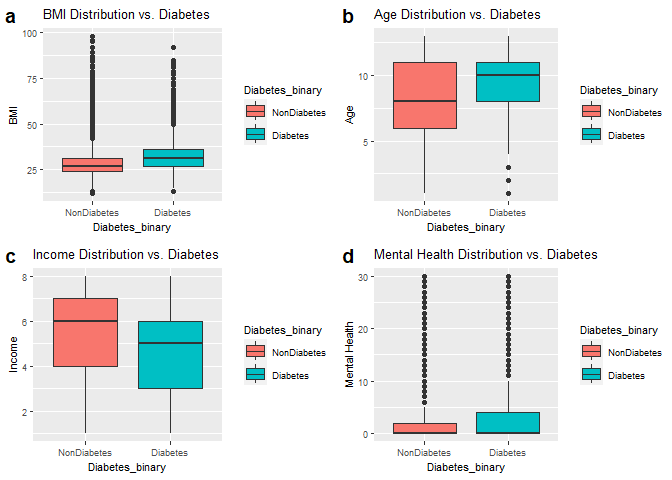 a
BMI Distribution vs. Diabetes
100
75
50
25
BMI
NonDiabetes
Diabetes
Diabetes_binary
Diabetes_binary
NonDiabetes
Diabetes
b
Age Distribution vs. Diabetes
10
5
Age
NonDiabetes
Diabetes
Diabetes_binary
Diabetes_binary
NonDiabetes
Diabetes
c
Income Distribution vs. Diabetes
8
6
4
2
Income
NonDiabetes
Diabetes
Diabetes_binary
Diabetes_binary
NonDiabetes
Diabetes
d
Mental Health Distribution vs. Diabetes
30
20
10
0
Mental Health
NonDiabetes
Diabetes
Diabetes_binary
Diabetes_binary
NonDiabetes
Diabetes